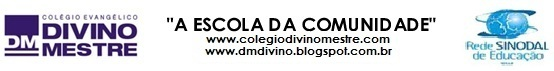 COLÉGIO EVANGÉLICO
DM DIVINO
MESTRE
"A ESCOLA DA COMUNIDADE"
www.colegiodivinomestre.com
www.dmdivino.blogspot.com.br
Rede SINODAL
de Educação